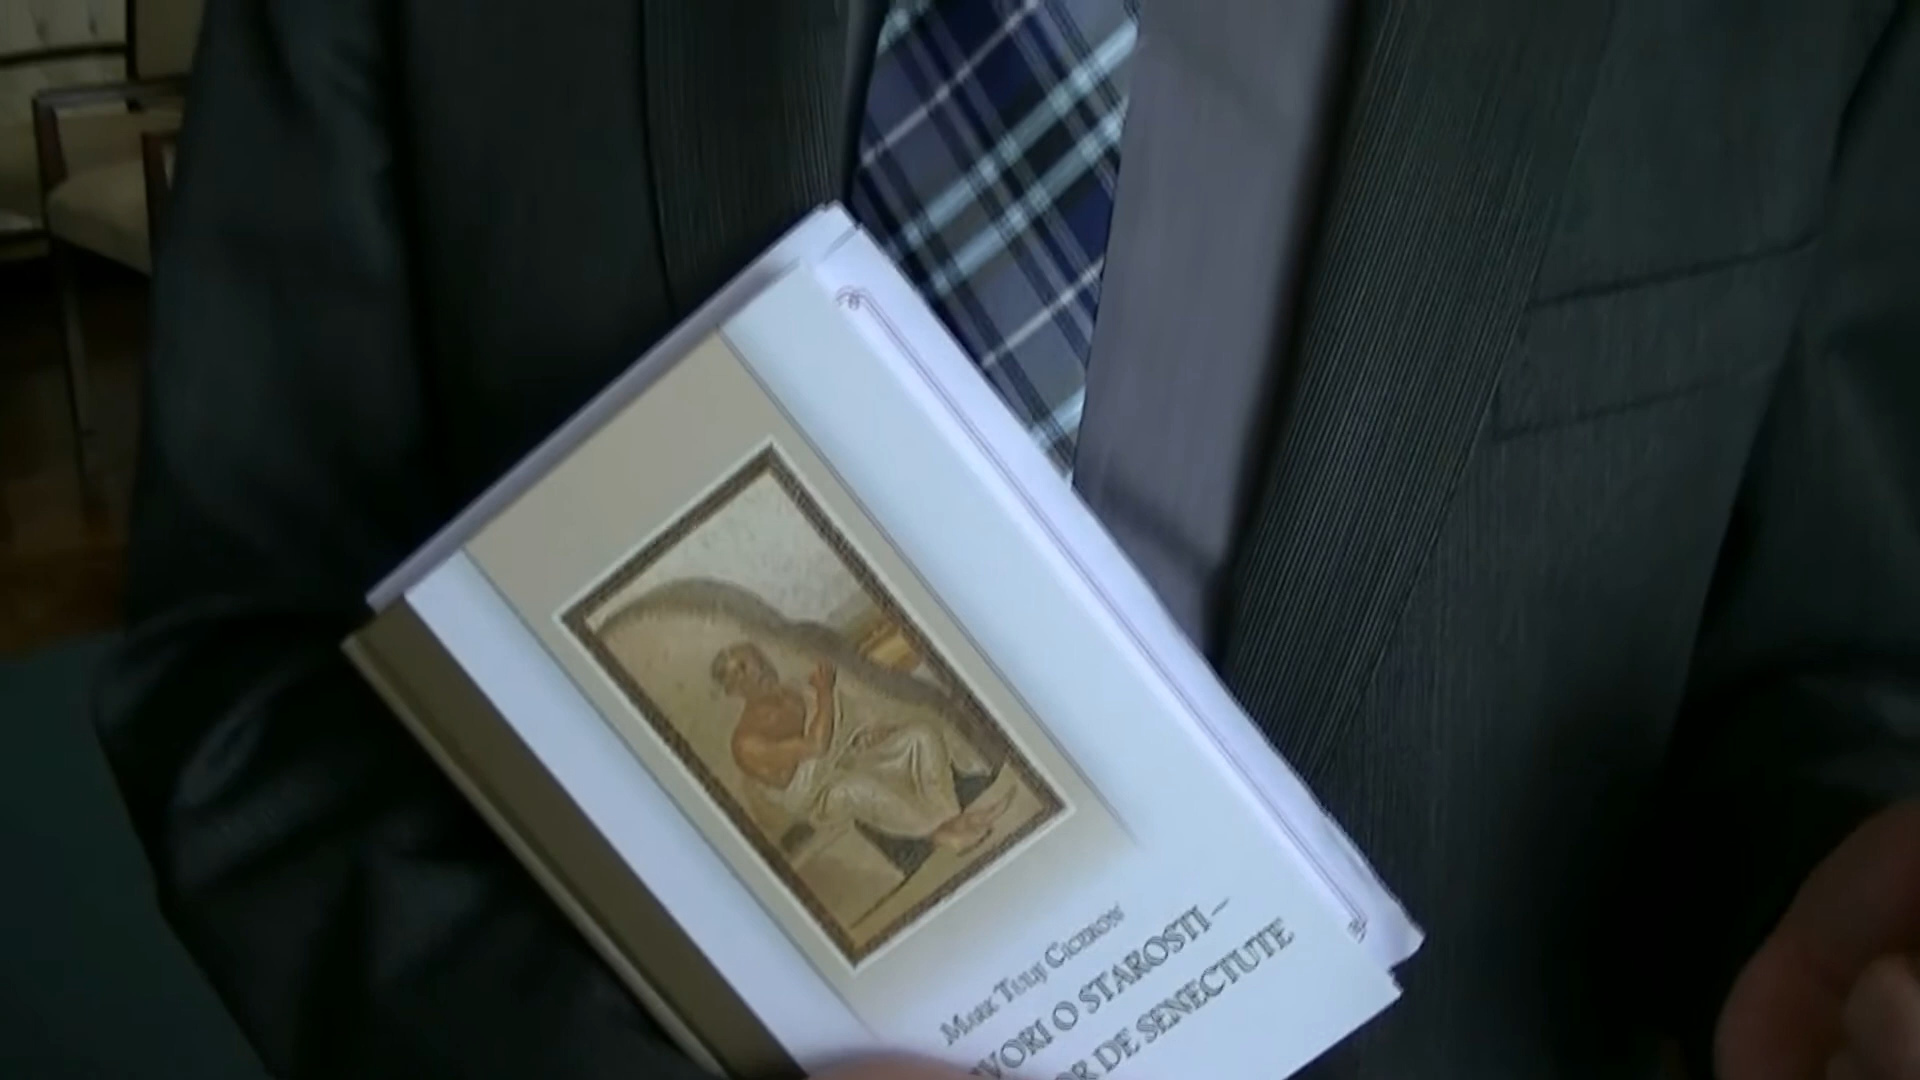 MARK TULIJ CICERON
VORI O STAROSTI –
OR DE SENECTUTE